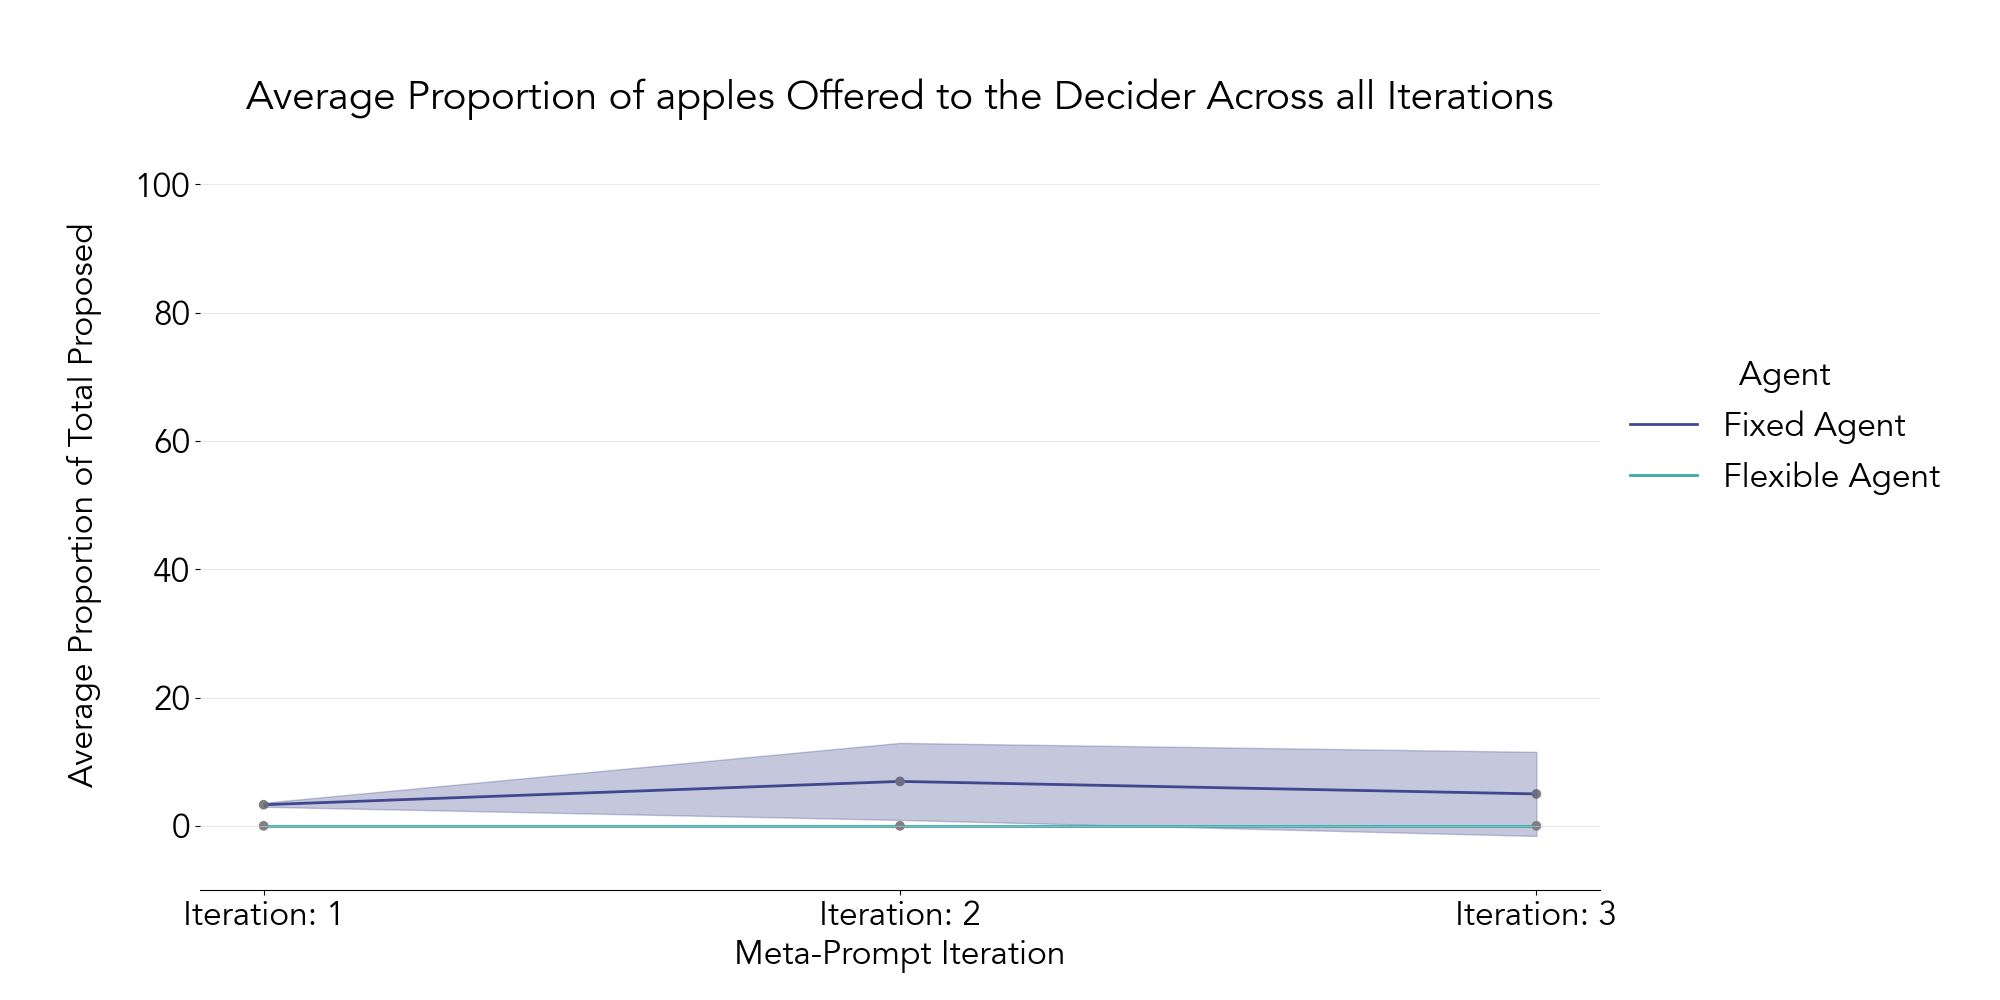 Average Proportion of apples Offered to the Decider Across all Iterations
Average Proportion of Total Proposed
100
80
60
40
20
0
Iteration: 1
Iteration: 2
Iteration: 3
Meta-Prompt Iteration
Agent
Fixed Agent
Flexible Agent